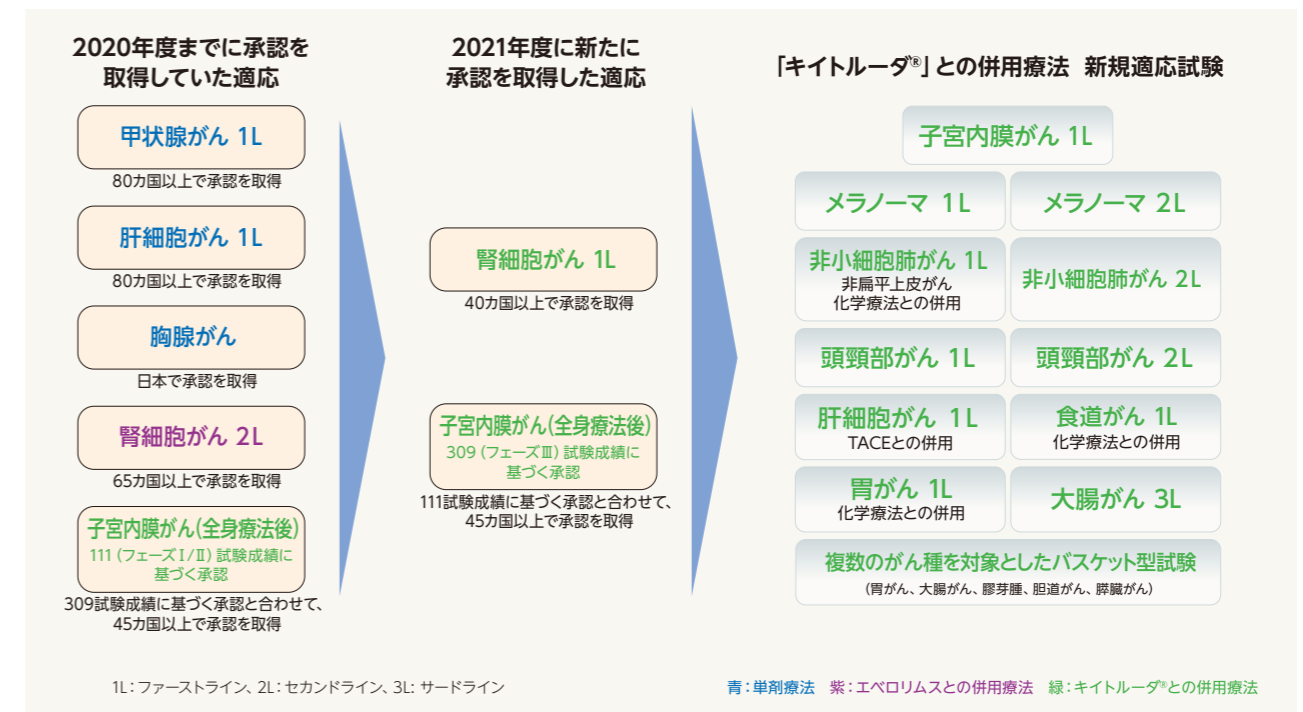 2020年度までに承認を
取得していた適応
甲状腺がん 1L
80カ国以上で承認を取得
肝細胞がん 1L
80カ国以上で承認を取得
胸腺がん
日本で承認を取得
腎細胞がん 2L
65カ国以上で承認を取得
子宮内膜がん(全身療法後)
111 (フェーズⅠ/Ⅱ) 試験成績に
基づく承認
309試験成績に基づく承認と合わせて、
45カ国以上で承認を取得
2021年度に新たに
承認を取得した適応
腎細胞がん 1L
40カ国以上で承認を取得
子宮内膜がん(全身療法後)
309 (フェーズⅢ) 試験成績に
基づく承認
111試験成績に基づく承認と合わせて、
45カ国以上で承認を取得
「キイトルーダ®」との併用療法 新規適応試験
子宮内膜がん 1L
メラノーマ 1L
メラノーマ 2L
非小細胞肺がん 1L
非扁平上皮がん
化学療法との併用
非小細胞肺がん 2L
頭頸部がん 1L
頭頸部がん 2L
肝細胞がん 1L
TACEとの併用
食道がん 1L
化学療法との併用
胃がん 1L
化学療法との併用
大腸がん 3L
複数のがん種を対象としたバスケット型試験
(胃がん、大腸がん、膠芽腫、胆道がん、膵臓がん)
1L:ファーストライン、2L:セカンドライン、3L: サードライン
青:単剤療法 紫:エベロリムスとの併用療法 緑:キイトルーダ®との併用療法